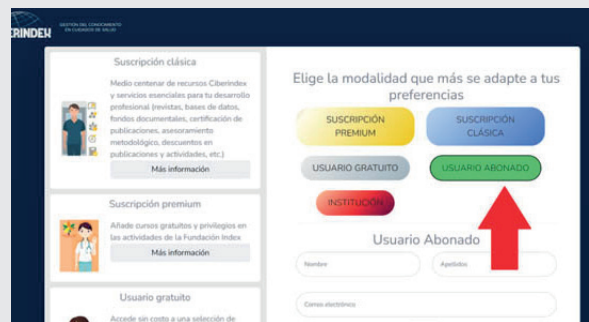 CIBERINDEX
GESTIÓN DEL CONOCIMIENTO
EN CUIDADOS DE SALUD
Suscripción clásica
Medio centenar de recursos Ciberindex
y servicios esenciales para tu desarrollo
profesional (revistas, bases de datos,
fondos documentales, certificación de
publicaciones, asesoramiento
metodológico, descuentos en
publicaciones y actividades, etc.)
Más información
Suscripción premium
Añade cursos gratuitos y privilegios en
las actividades de la Fundación Index
Más información
Usuario gratuito
Accede sin costo a una selección de
Elige la modalidad que más se adapte a tus
preferencias
SUSCRIPCIÓN
PREMIUM
SUSCRIPCIÓN
CLÁSICA
USUARIO GRATUITO
USUARIO ABONADO
INSTITUCIÓN
Usuario Abonado
Nombre
Apellidos
Correo electrónico